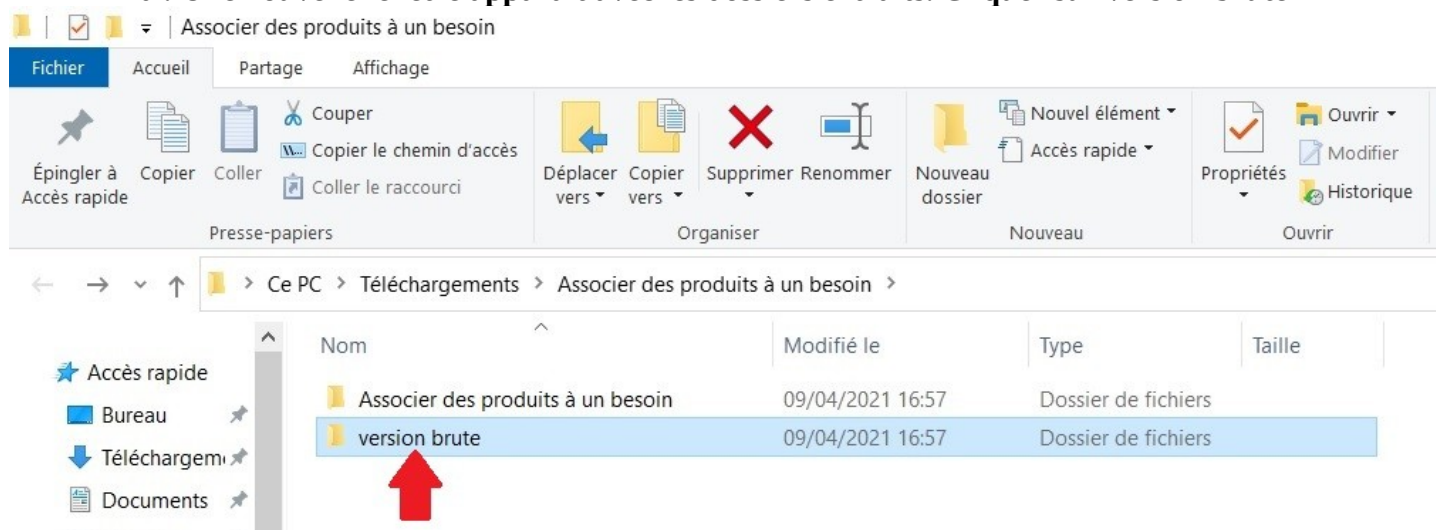 Associer des produits à un besoin
Fichier Accueil Partage Affichage
Épingler à Accès rapide
Copier
Coller
Couper
Copier le chemin d'accès
Coller le raccourci
Presse-papiers
Déplacer vers
Copier vers
Supprimer
Renommer
Organiser
Nouveau dossier
Nouvel élément
Accès rapide
Nouveau
Propriétés
Ouvrir
Modifier
Historique
Ouvrir
Ce PC > Téléchargements > Associer des produits à un besoin >
Nom Modifié le Type Taille
Associer des produits à un besoin 09/04/2021 16:57 Dossier de fichiers
version brute 09/04/2021 16:57 Dossier de fichiers
Accès rapide
Bureau
Téléchargem
Documents